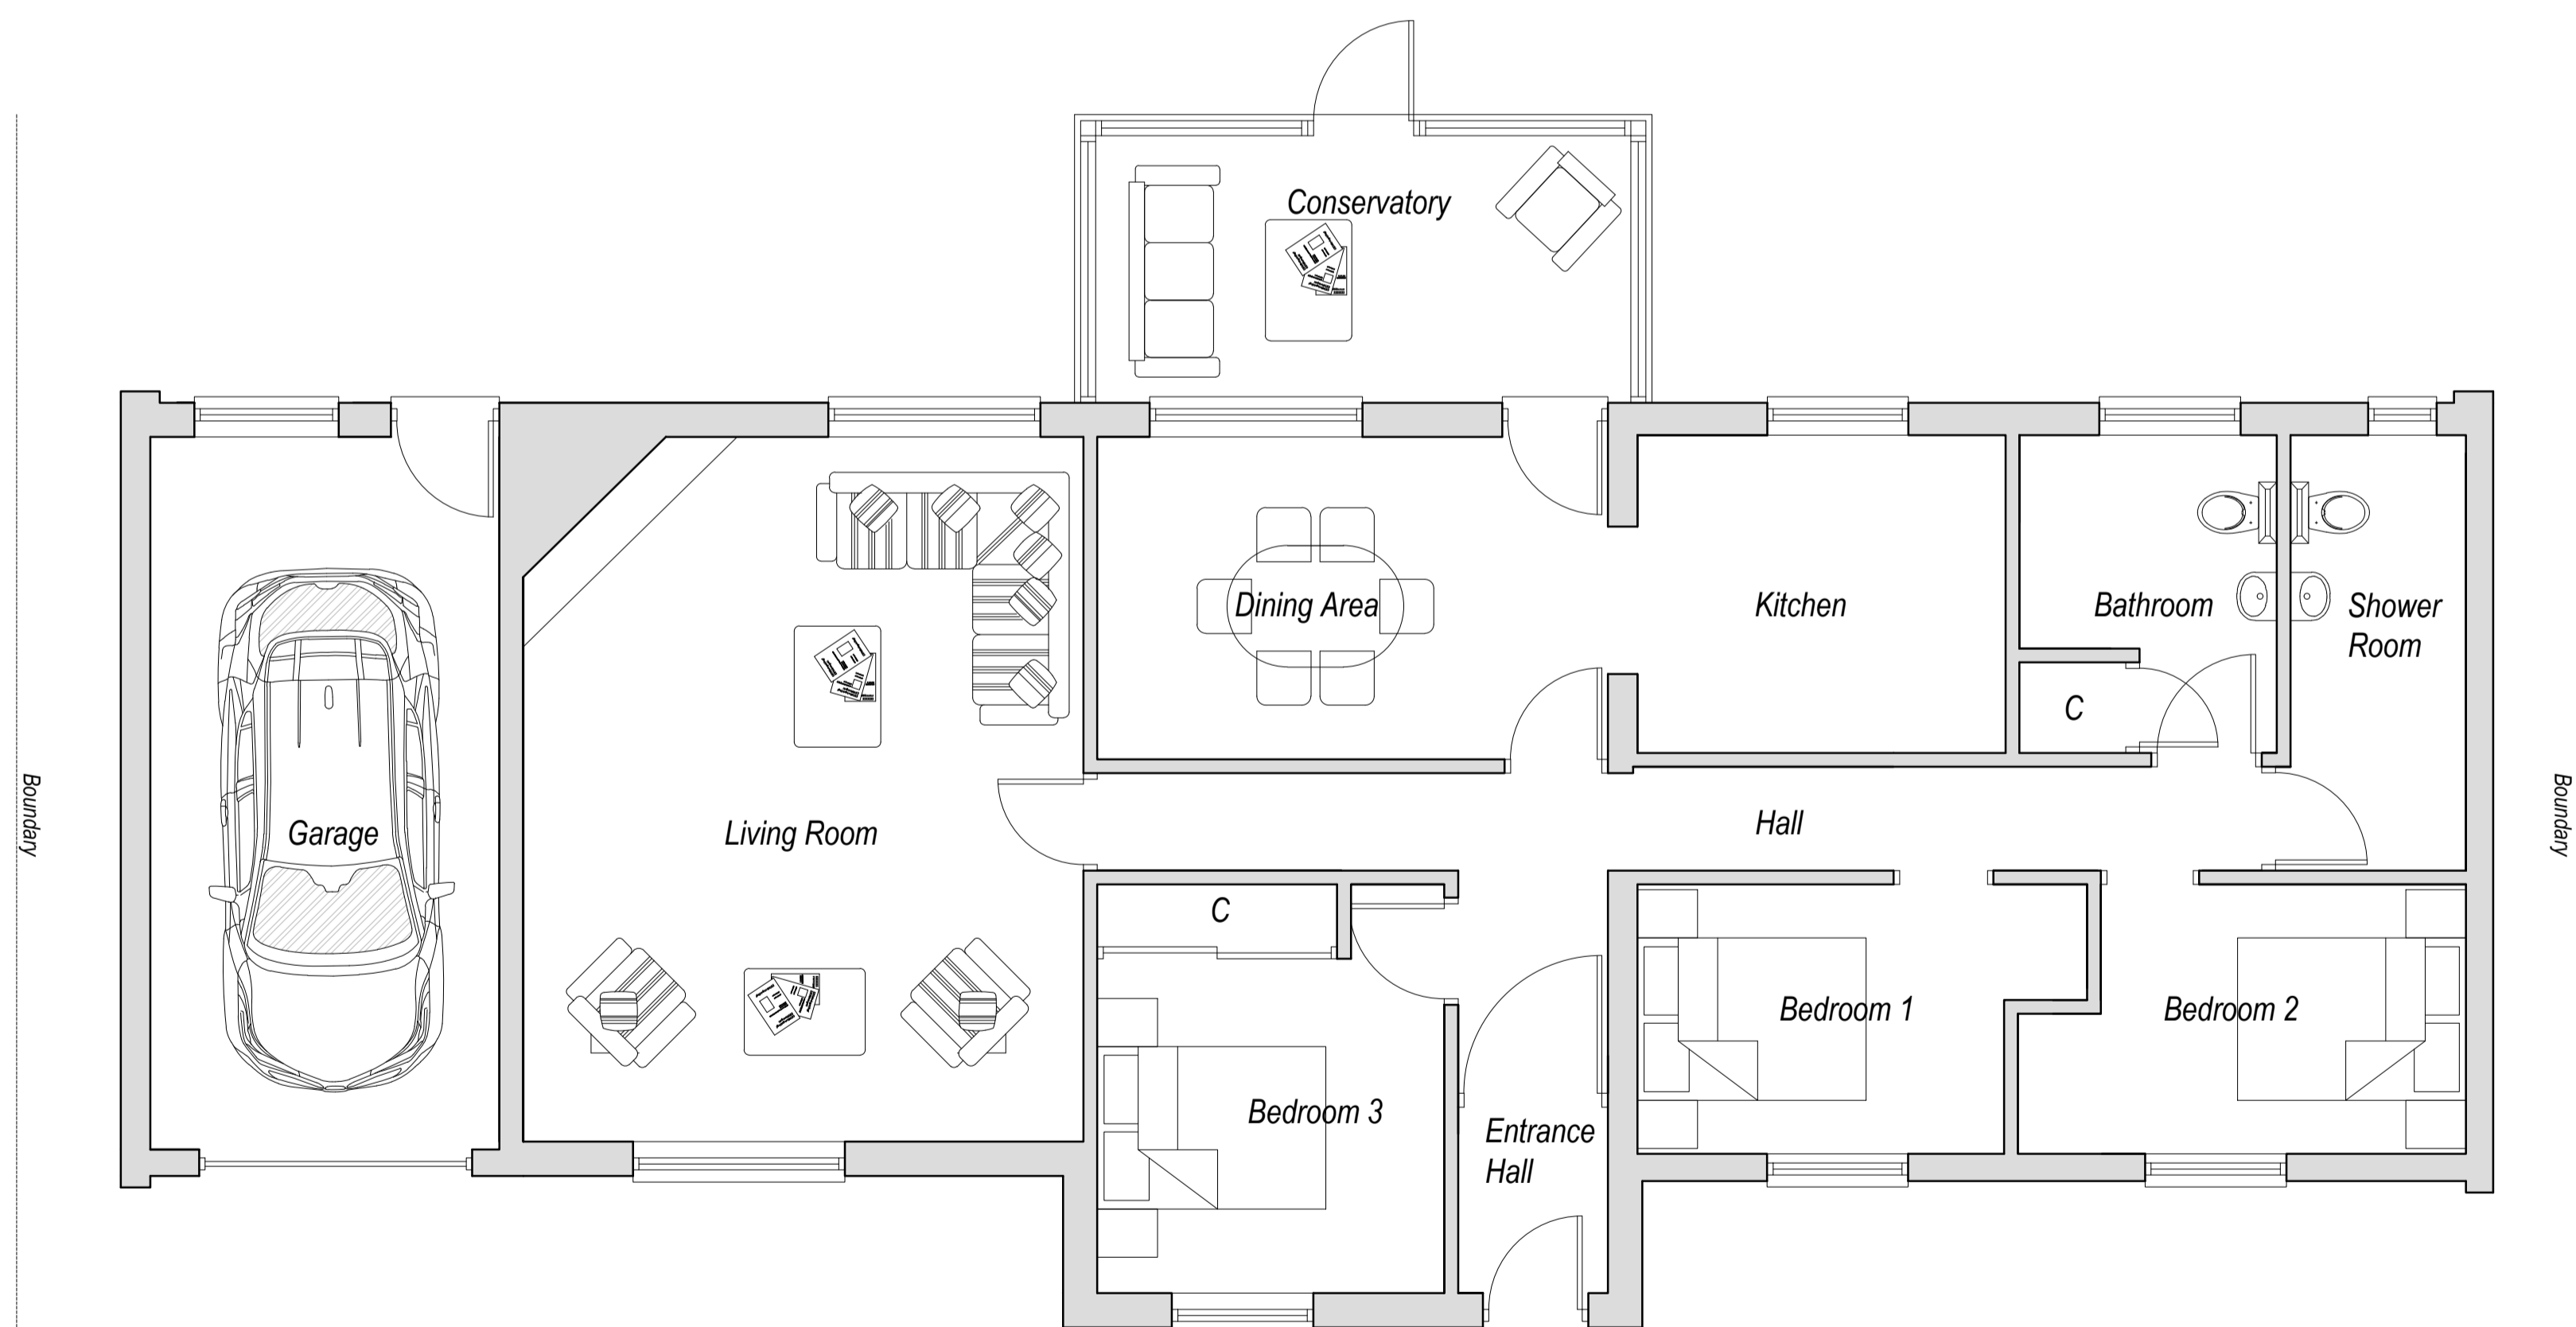 Conservatory
Dining Area
Kitchen
Bathroom
Shower
Room
C
Boundary
Garage
Living Room
Hall
Boundary
C
Bedroom 3
Entrance
Hall
Bedroom 1
Bedroom 2